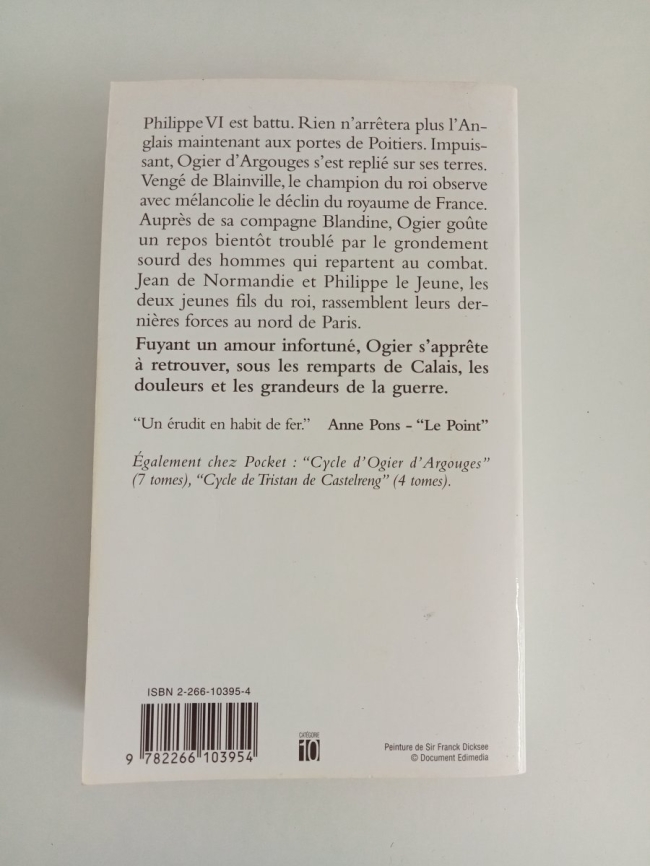 Philippe VI est battu. Rien n'arrêtera plus l'An-
glais maintenant aux portes de Poitiers. Impuis-
sant, Ogier d'Argouges s'est replié sur ses terres.
Vengé de Blainville, le champion du roi observe
avec mélancolie le déclin du royaume de France.
Auprès de sa compagne Blandine, Ogier goûte
un repos bientôt troublé par le grondement
sourd des hommes qui repartent au combat.
Jean de Normandie et Philippe le Jeune, les
deux jeunes fils du roi, rassemblent leurs der-
nières forces au nord de Paris.
Fuyant un amour infortuné, Ogier s'apprête
à retrouver, sous les remparts de Calais, les
douleurs et les grandeurs de la guerre.
“Un érudit en habit de fer.” Anne Pons - “Le Point”
Également chez Pocket : “Cycle d'Ogier d'Argouges”
(7 tomes), “Cycle de Tristan de Castelreng” (4 tomes).
ISBN 2-266-10395-4
9 782266 103954
CATÉGORIE
10
Peinture de Sir Franck Dicksee
© Document Edimedia